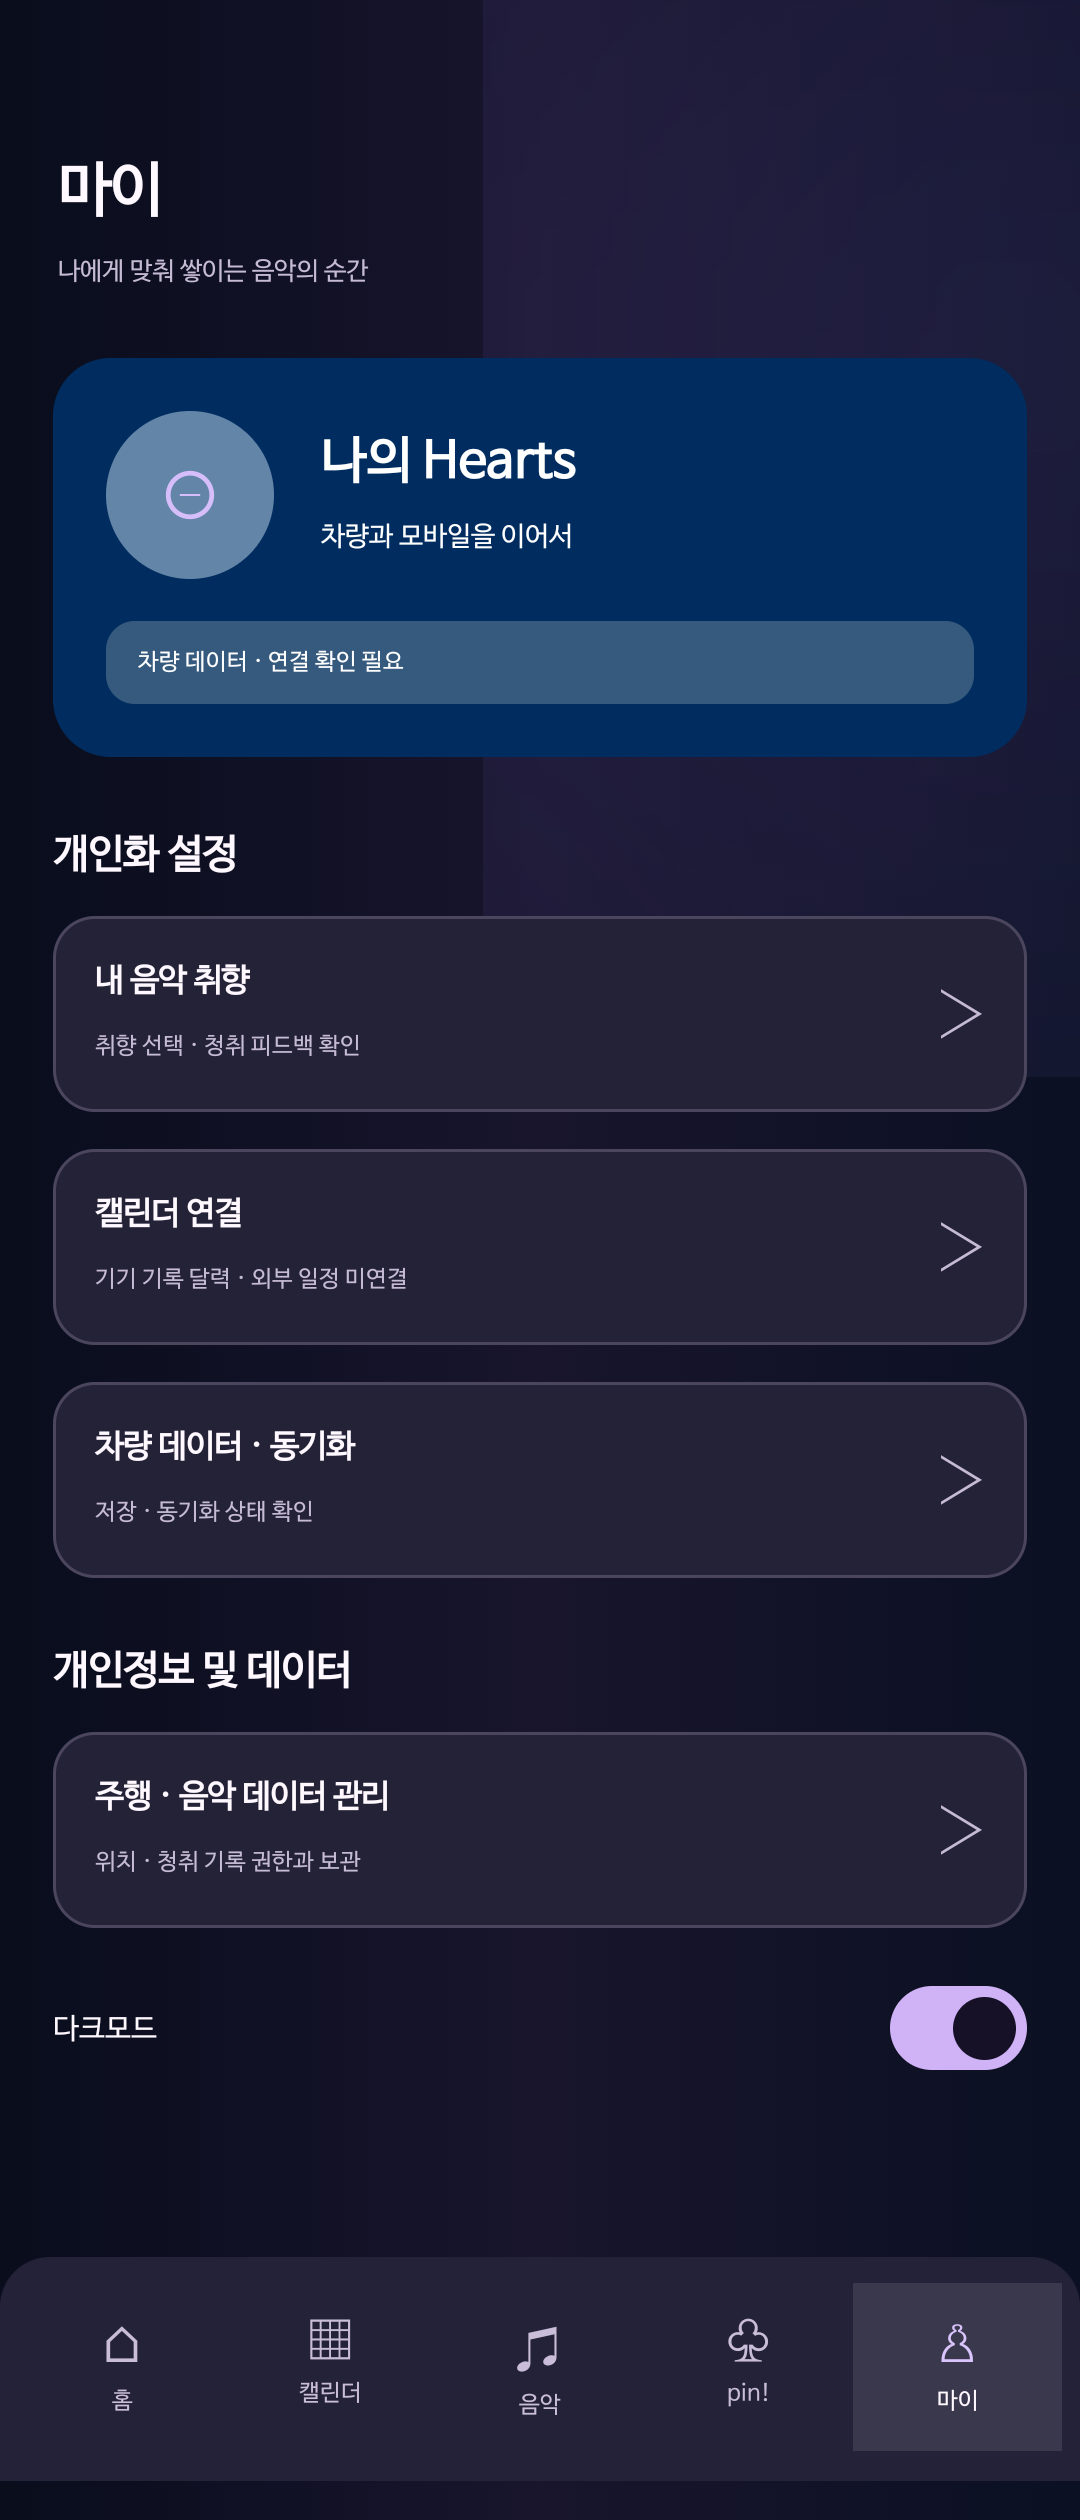 마이
나에게 맞춰 쌓이는 음악의 순간
나의 Hearts
차량과 모바일을 이어서
차량 데이터 · 연결 확인 필요
개인화 설정
내 음악 취향
취향 선택 · 청취 피드백 확인
캘린더 연결
기기 기록 달력 · 외부 일정 미연결
차량 데이터 · 동기화
저장 · 동기화 상태 확인
개인정보 및 데이터
주행 · 음악 데이터 관리
위치 · 청취 기록 권한과 보관
다크모드
홈
캘린더
음악
pin!
마이